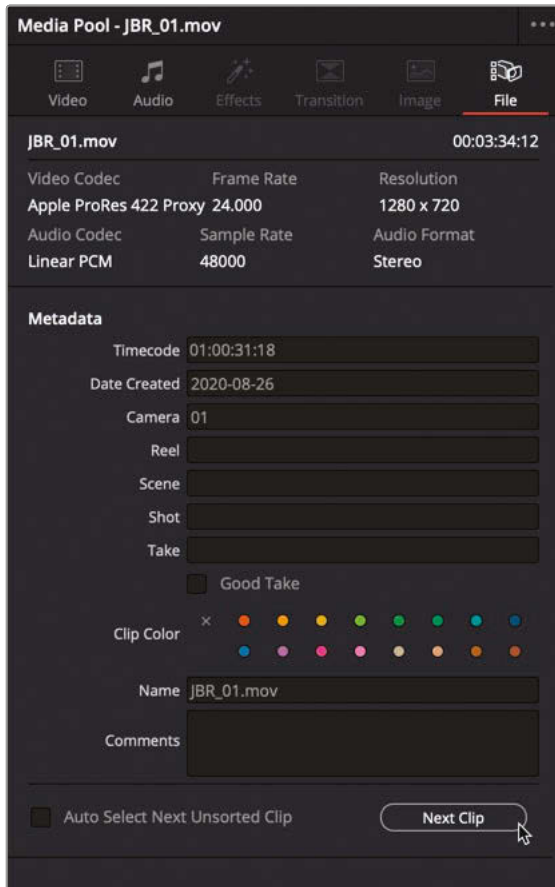 Media Pool - JBR_01.mov
Video Audio Effects Transition Image File
JBR_01.mov 00:03:34:12
Video Codec Frame Rate Resolution
Apple ProRes 422 Proxy 24.000 1280 x 720
Audio Codec Sample Rate Audio Format
Linear PCM 48000 Stereo
Metadata
Timecode 01:00:31:18
Date Created 2020-08-26
Camera 01
Reel
Scene
Shot
Take
Good Take
Clip Color
Name JBR_01.mov
Comments
Auto Select Next Unsorted Clip Next Clip